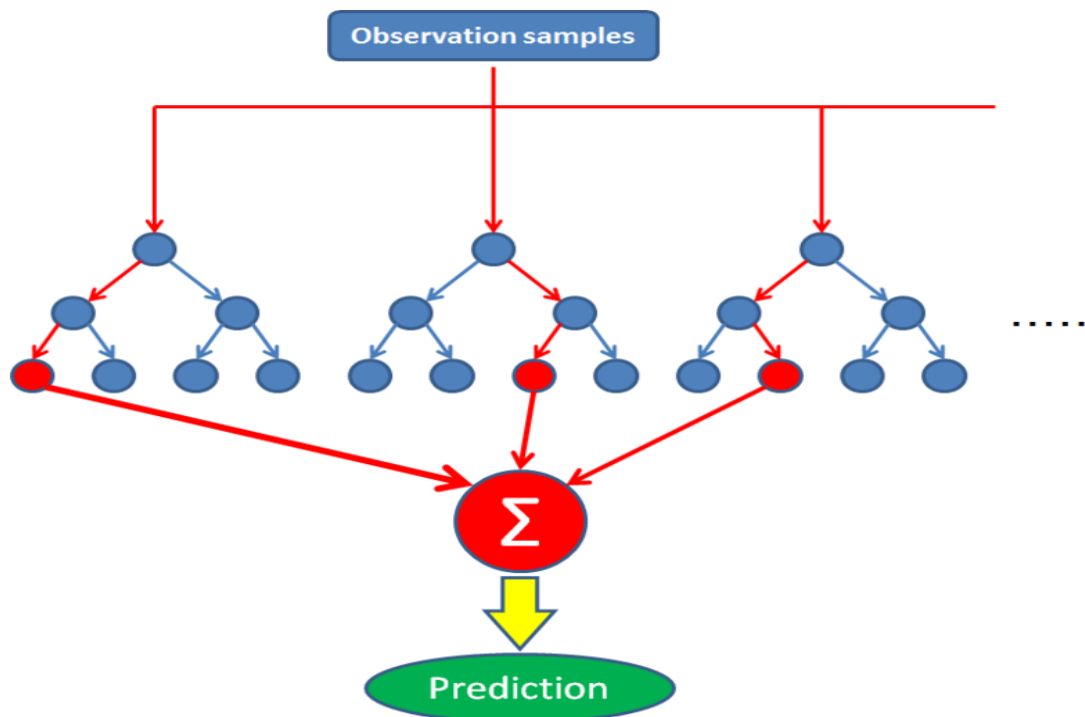 Observation samples
.....
Σ
Prediction